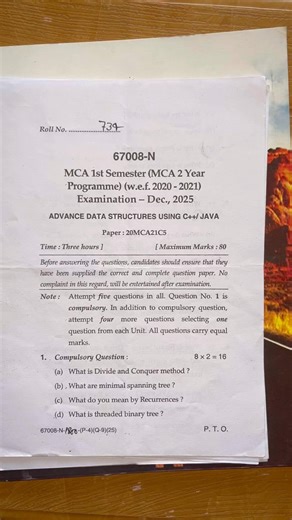 Roll No. ..................739
67008-N
MCA 1st Semester (MCA 2 Year
Programme) (w.e.f. 2020 - 2021)
Examination – Dec., 2025
ADVANCE DATA STRUCTURES USING C++/ JAVA
Paper : 20MCA21C5
Time : Three hours ] [ Maximum Marks : 80
Before answering the questions, candidates should ensure that they
have been supplied the correct and complete question paper. No
complaint in this regard, will be entertained after examination.
Note : Attempt five questions in all. Question No. 1 is
compulsory. In addition to compulsory question,
attempt four more questions selecting one
question from each Unit. All questions carry equal
marks.
1. Compulsory Question : 8 × 2 = 16
(a) What is Divide and Conquer method ?
(b) . What are minimal spanning tree ?
(c) What do you mean by Recurrences ?
(d) What is threaded binary tree ?
67008-N- -(P-4)(Q-9)(25) P. T. O.